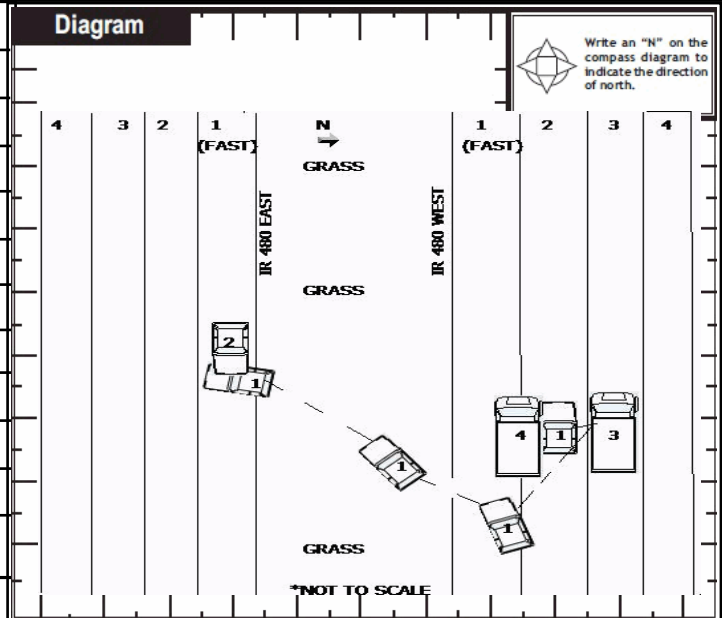 Diagram
Write an “N” on the
compass diagram to
indicate the direction
of north.
4 3 2 1 N 1 2 3 4
(FAST) (FAST)
GRASS
IR 480 EAST
IR 480 WEST
GRASS
2
1
1
4 1 3
1
GRASS
*NOT TO SCALE